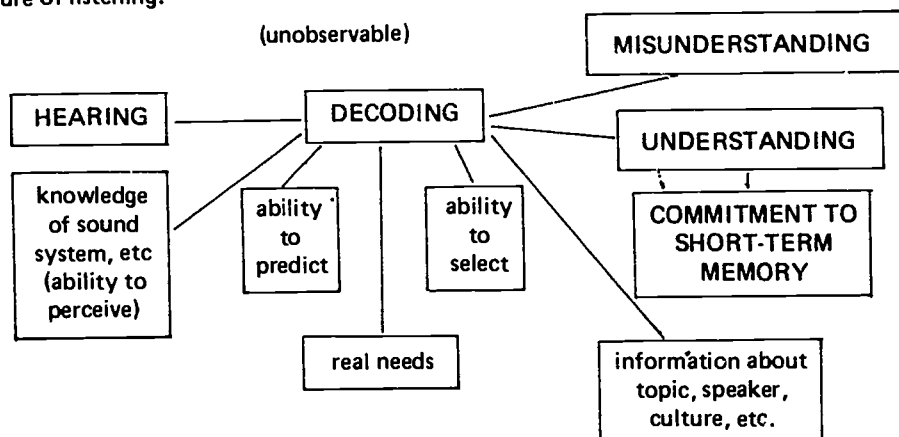 ure of listening:
(unobservable)
MISUNDERSTANDING
HEARING
DECODING
UNDERSTANDING
knowledge
of sound
system, etc
(ability to
perceive)
ability
to
predict
ability
to
select
COMMITMENT TO
SHORT-TERM
MEMORY
real needs
information about
topic, speaker,
culture, etc.